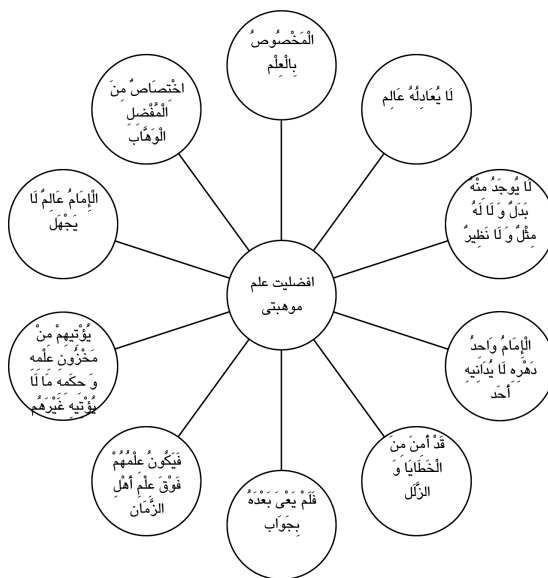 الْمَخْصُوصُ
بِالْعِلْم
لَا يُعَادِلُهُ عَالِم
لَا يُوجَدُ مِنْهُ
بَدَلٌ وَ لَا لَهُ
مِثْلٌ وَ لَا نَظِيرٌ
الْإِمَامُ وَاحِدُ
دَهْرِهِ لَا يُدَانِيهِ
أَحَد
قَدْ أَمِنَ مِنَ
الْخَطَايَا وَ
الزَّلَل
فَلَمْ يَعْیَ بَعْدَهُ
بِجَوَاب
فَيَكُونُ عِلْمُهُمْ
فَوْقَ عِلْمِ أَهْلِ
الزَّمَان
يُؤْتِيهِمْ مِنْ
مَخْزُونِ عِلْمِهِ
وَ حِكَمِهِ مَا لَا
يُؤْتِيهِ غَيْرَهُم
الْإِمَامُ عَالِمٌ لَا
يَجْهَل
اخْتِصَاصٌ مِنَ
الْمُفْضِلِ
الْوَهَّاب
افضلیت علم
موهبتی